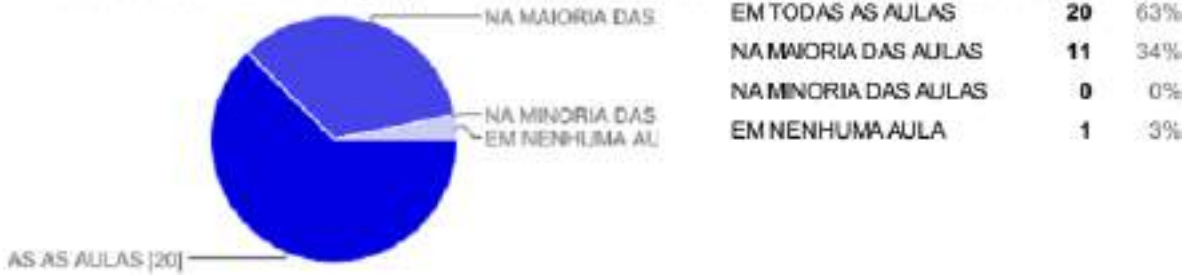 NA MAIORIA DAS
NA MINORIA DAS
EM NENHUMA AU
AS AS AULAS [20]
EM TODAS AS AULAS 20 63%
NA MAIORIA DAS AULAS 11 34%
NA MINORIA DAS AULAS 0 0%
EM NENHUMA AULA 1 3%